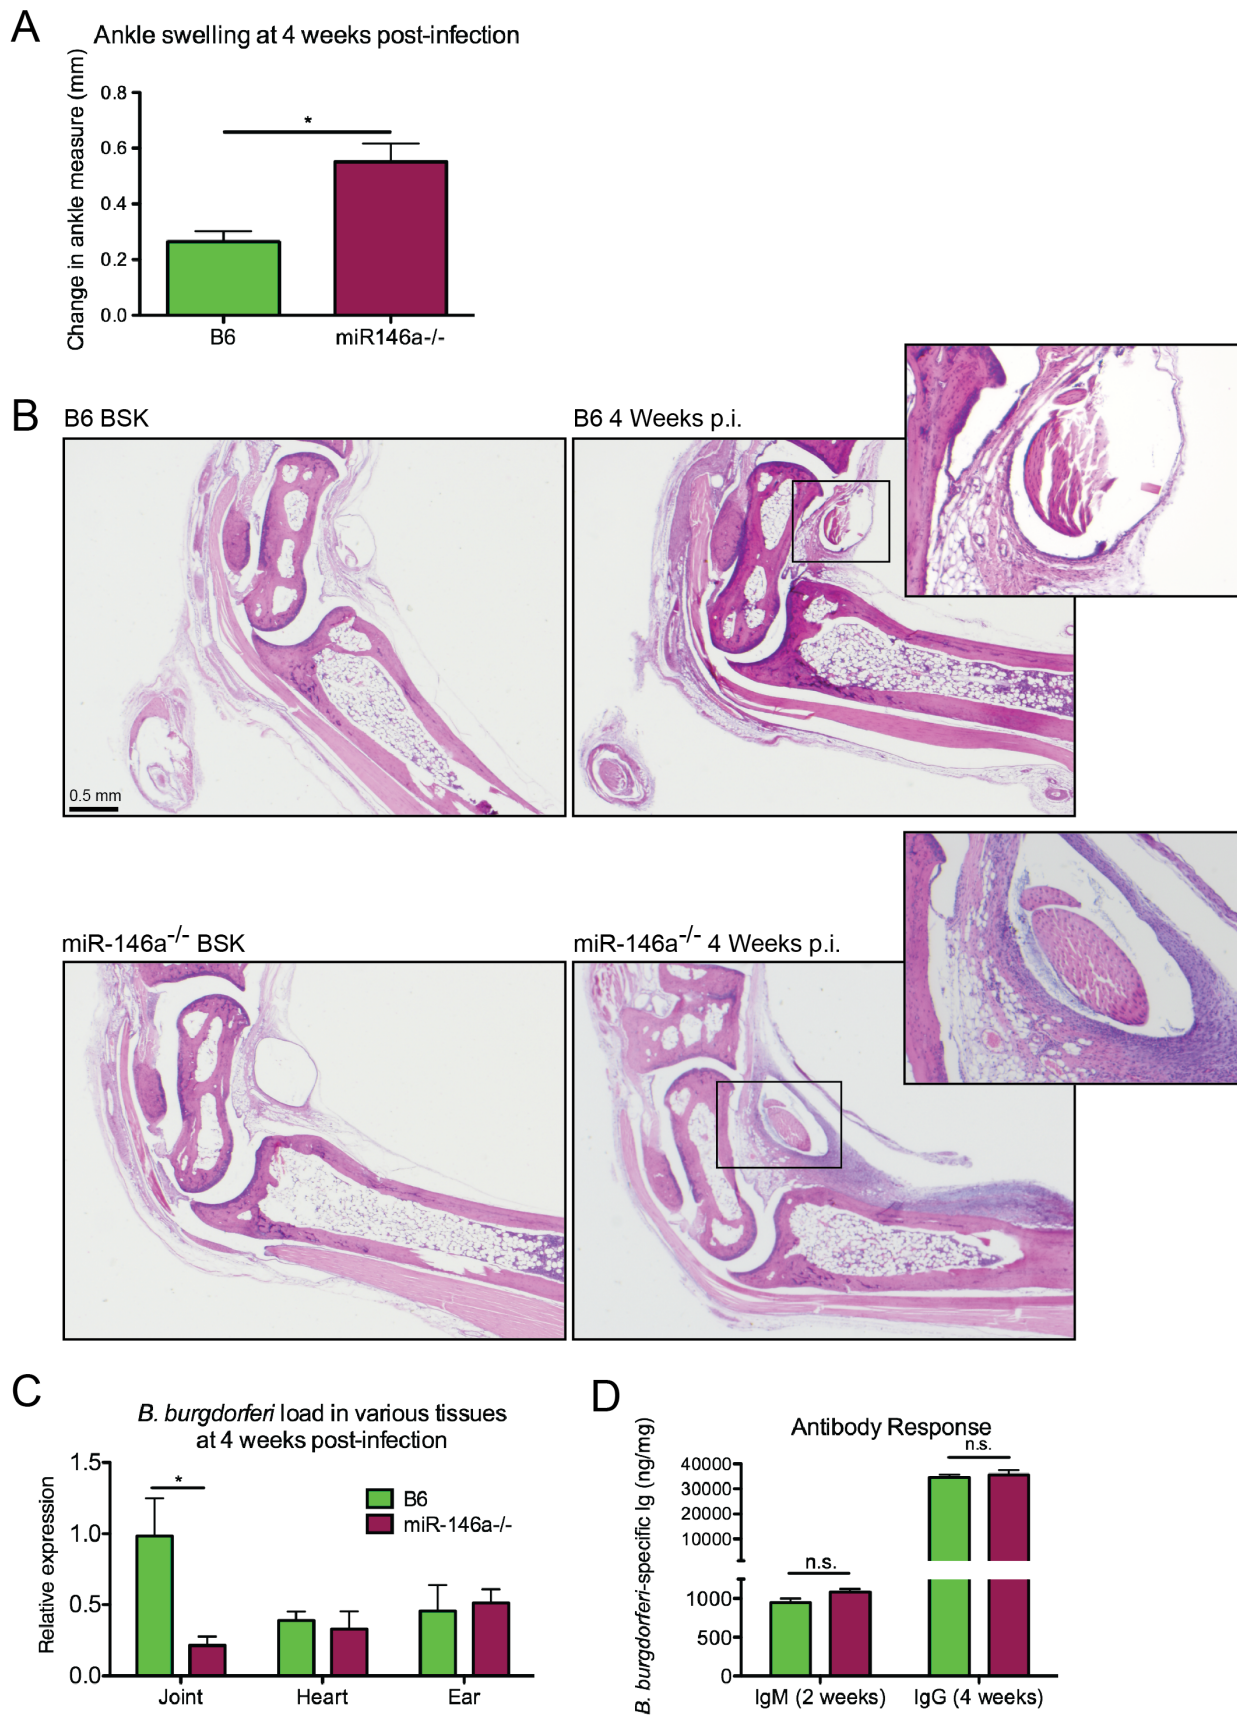 A
Ankle swelling at 4 weeks post-infection
Change in ankle measure (mm)
0.8
0.6
0.4
0.2
0.0
*
B6
miR146a-/-
B
B6 BSK
B6 4 Weeks p.i.
0.5 mm
miR-146a-/- BSK
miR-146a-/- 4 Weeks p.i.
C
B. burgdorferi load in various tissues
at 4 weeks post-infection
Relative expression
1.5
1.0
0.5
0.0
*
B6
miR-146a-/-
Joint
Heart
Ear
D
Antibody Response
B. burgdorferi-specific Ig (ng/mg)
40000
30000
20000
10000
1000
500
0
n.s.
n.s.
IgM (2 weeks)
IgG (4 weeks)